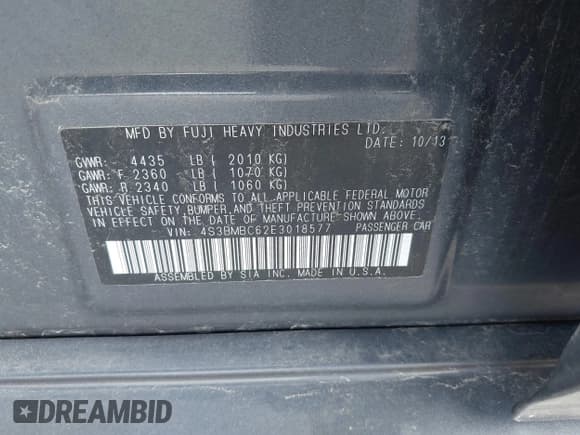 MFD BY FUJI HEAVY INDUSTRIES LTD.
DATE: 10/13
GVWR: 4435 LB ( 2010 KG)
GAWR: F 2360 LB ( 1070 KG)
GAWR: R 2340 LB ( 1060 KG)
THIS VEHICLE CONFORMS TO ALL APPLICABLE FEDERAL MOTOR
VEHICLE SAFETY, BUMPER, AND THEFT PREVENTION STANDARDS
IN EFFECT ON THE DATE OF MANUFACTURE SHOWN ABOVE.
VIN: 4S3BMBC62E3018577 PASSENGER CAR
ASSEMBLED BY SIA INC. MADE IN U.S.A.
DREAMBID